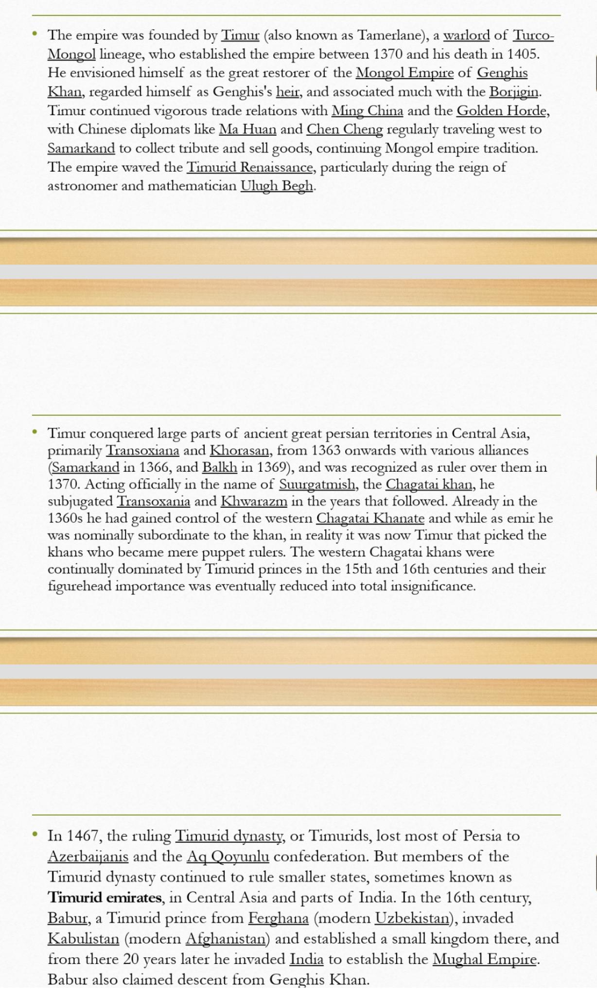 • The empire was founded by Timur (also known as Tamerlane), a warlord of Turco-
Mongol lineage, who established the empire between 1370 and his death in 1405.
He envisioned himself as the great restorer of the Mongol Empire of Genghis
Khan, regarded himself as Genghis's heir, and associated much with the Borjigin.
Timur continued vigorous trade relations with Ming China and the Golden Horde,
with Chinese diplomats like Ma Huan and Chen Cheng regularly traveling west to
Samarkand to collect tribute and sell goods, continuing Mongol empire tradition.
The empire waved the Timurid Renaissance, particularly during the reign of
astronomer and mathematician Ulugh Begh.
• Timur conquered large parts of ancient great persian territories in Central Asia,
primarily Transoxiana and Khorasan, from 1363 onwards with various alliances
(Samarkand in 1366, and Balkh in 1369), and was recognized as ruler over them in
1370. Acting officially in the name of Suurgatmish, the Chagatai khan, he
subjugated Transoxania and Khwarazm in the years that followed. Already in the
1360s he had gained control of the western Chagatai Khanate and while as emir he
was nominally subordinate to the khan, in reality it was now Timur that picked the
khans who became mere puppet rulers. The western Chagatai khans were
continually dominated by Timurid princes in the 15th and 16th centuries and their
figurehead importance was eventually reduced into total insignificance.
• In 1467, the ruling Timurid dynasty, or Timurids, lost most of Persia to
Azerbaijanis and the Aq Qoyunlu confederation. But members of the
Timurid dynasty continued to rule smaller states, sometimes known as
Timurid emirates, in Central Asia and parts of India. In the 16th century,
Babur, a Timurid prince from Ferghana (modern Uzbekistan), invaded
Kabulistan (modern Afghanistan) and established a small kingdom there, and
from there 20 years later he invaded India to establish the Mughal Empire.
Babur also claimed descent from Genghis Khan.